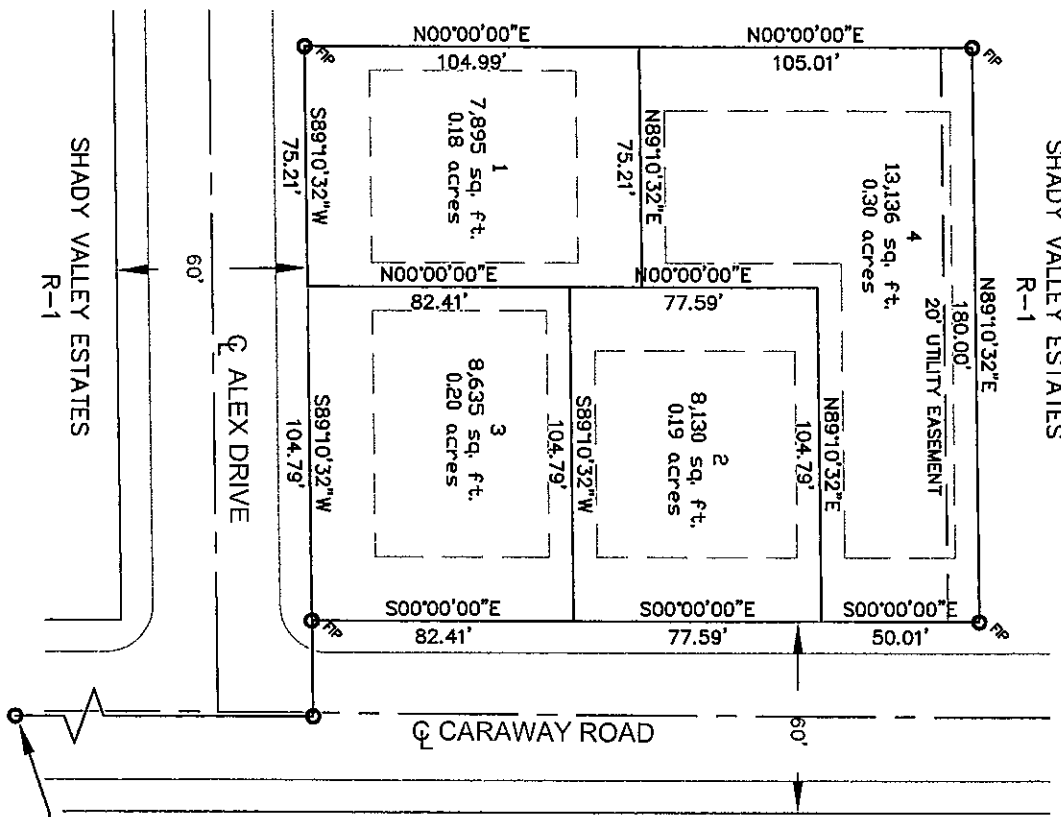 N00°00'00"E
104.99'
N00°00'00"E
105.01'
FIP
FIP
SHADY VALLEY ESTATES
R-1
N89°10'32"E
180.00'
20' UTILITY EASEMENT
4
13,136 sq. ft.
0.30 acres
N89°10'32"E
75.21'
1
7,895 sq. ft.
0.18 acres
S89°10'32"W
75.21'
N00°00'00"E
82.41'
N00°00'00"E
77.59'
N89°10'32"E
104.79'
2
8,130 sq. ft.
0.19 acres
S89°10'32"W
104.79'
3
8,635 sq. ft.
0.20 acres
S89°10'32"W
104.79'
60'
℄ ALEX DRIVE
SHADY VALLEY ESTATES
R-1
S00°00'00"E
82.41'
S00°00'00"E
77.59'
S00°00'00"E
50.01'
FIP
FIP
℄ CARAWAY ROAD
60'